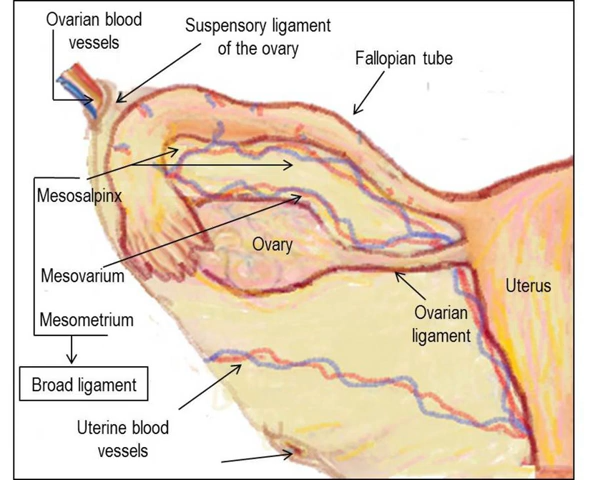 Ovarian blood
vessels
Suspensory ligament
of the ovary
Fallopian tube
Mesosalpinx
Ovary
Mesovarium
Uterus
Mesometrium
Ovarian
ligament
Broad ligament
Uterine blood
vessels